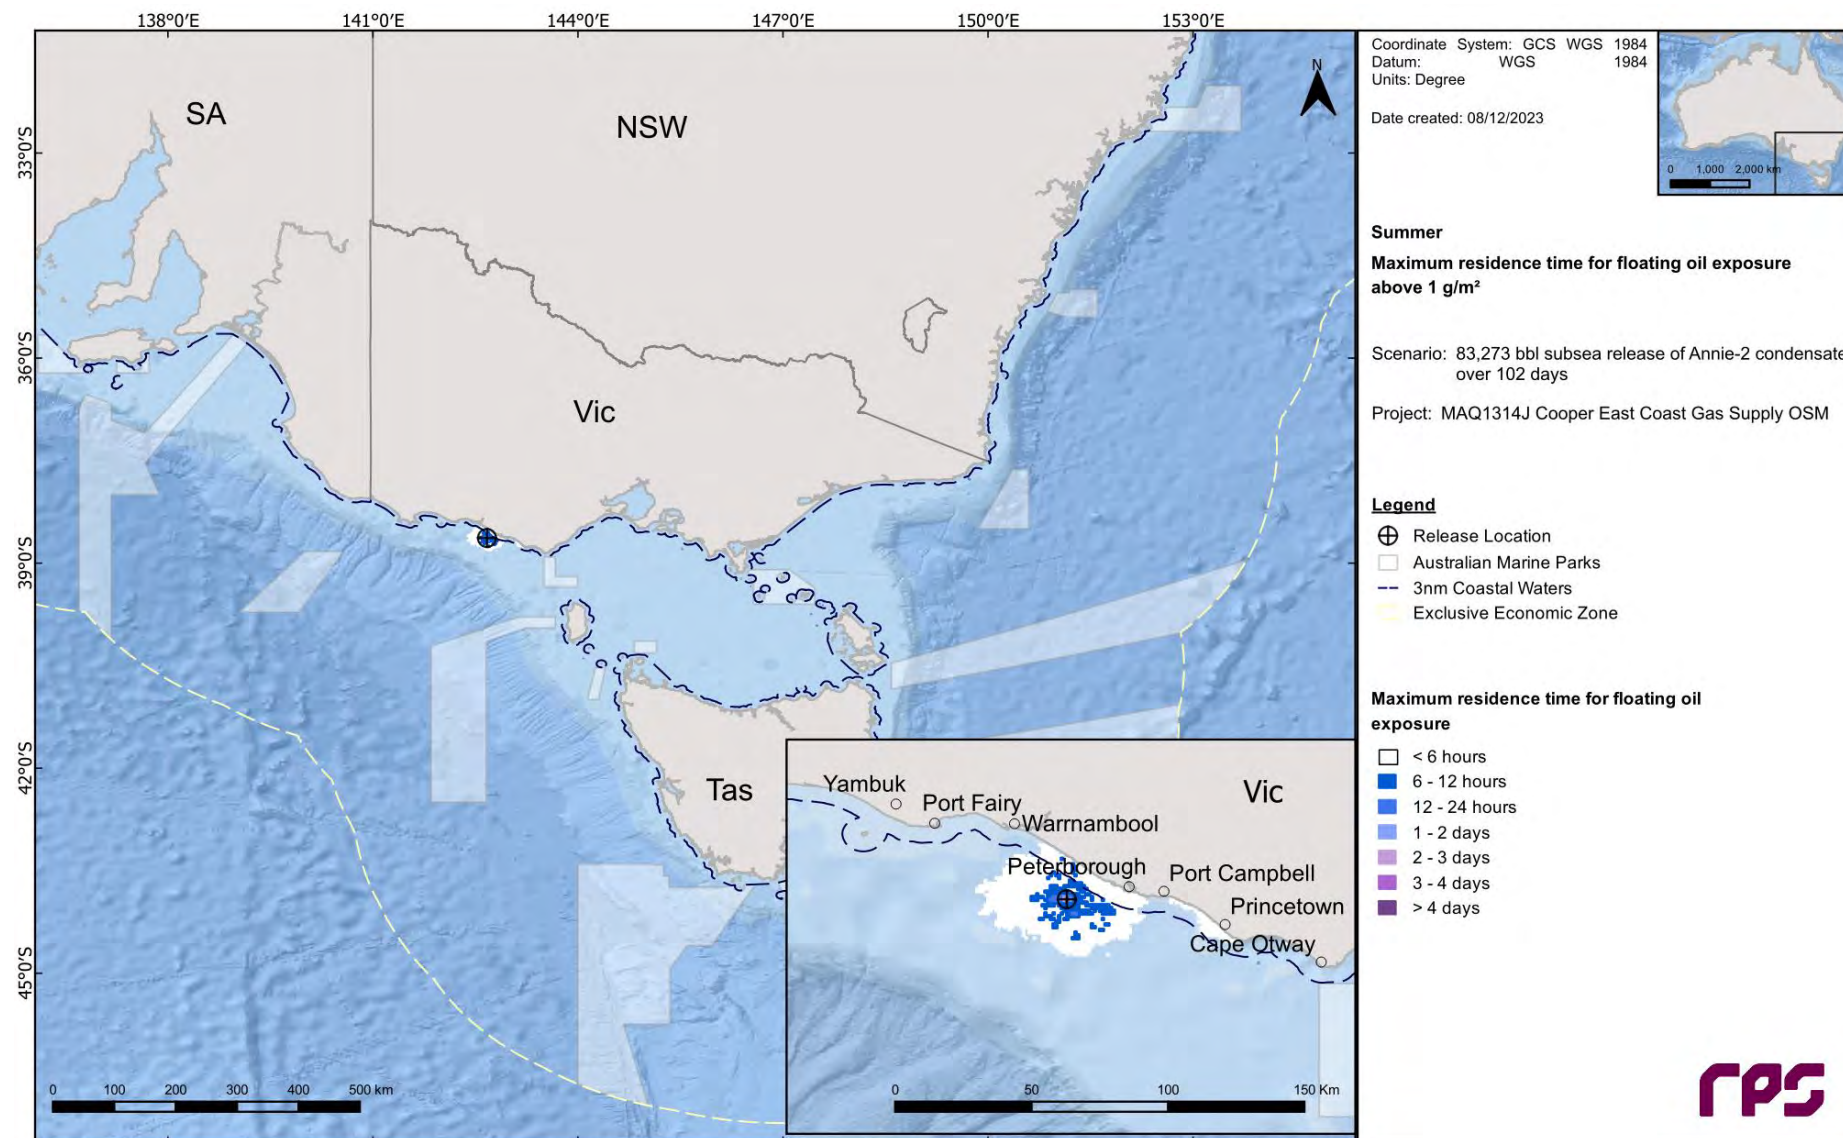 138°0'E 141°0'E 144°0'E 147°0'E 150°0'E 153°0'E
33°0'S
36°0'S
39°0'S
42°0'S
45°0'S
SA
NSW
Vic
Tas
N
0 100 200 300 400 500 km
Yambuk
Port Fairy
Warrnambool
Vic
Peterborough
Port Campbell
Princetown
Cape Otway
0 50 100 150 Km
Coordinate System: GCS WGS 1984
Datum: WGS 1984
Units: Degree
Date created: 08/12/2023
0 1,000 2,000 km
Summer
Maximum residence time for floating oil exposure
above 1 g/m²
Scenario: 83,273 bbl subsea release of Annie-2 condensate
over 102 days
Project: MAQ1314J Cooper East Coast Gas Supply OSM
Legend
Release Location
Australian Marine Parks
3nm Coastal Waters
Exclusive Economic Zone
Maximum residence time for floating oil
exposure
< 6 hours
6 - 12 hours
12 - 24 hours
1 - 2 days
2 - 3 days
3 - 4 days
> 4 days
rps